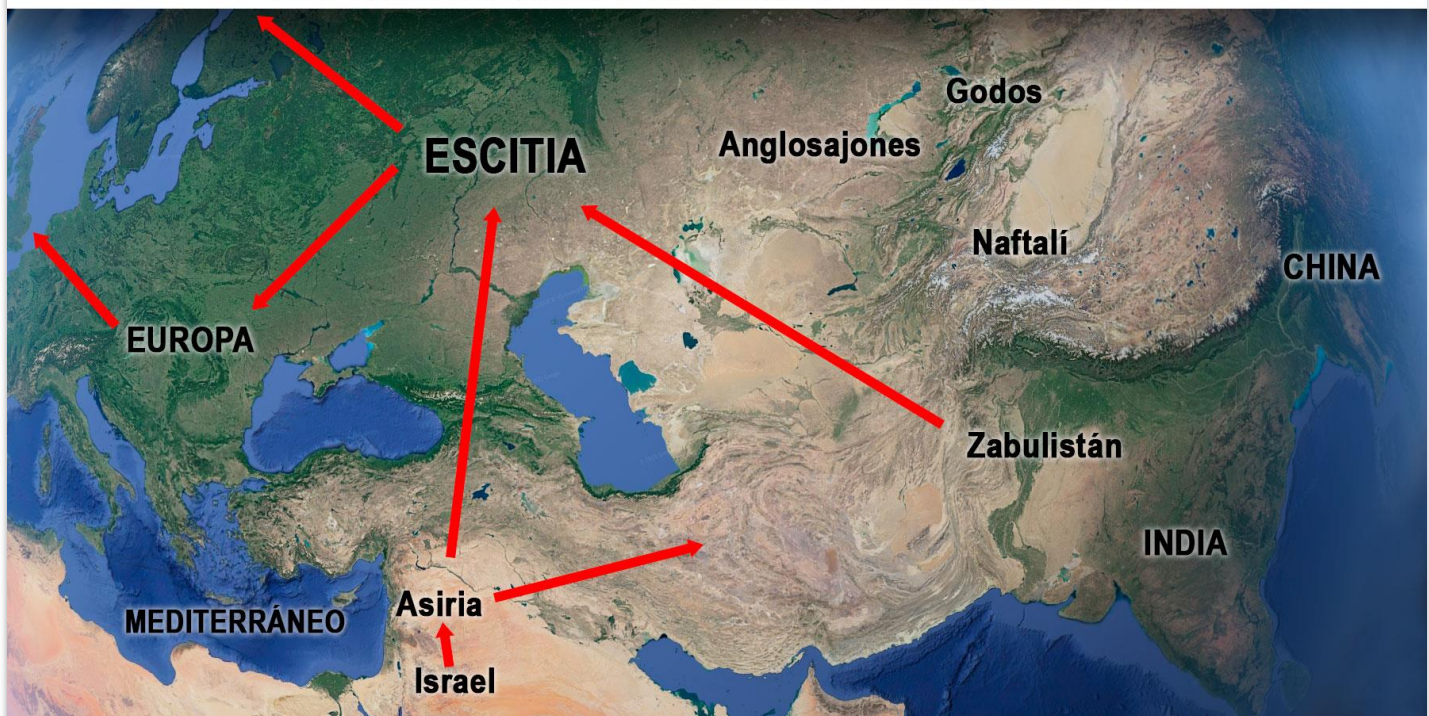 Godos
Anglosajones
ESCITIA
Naftalí
CHINA
EUROPA
Zabulistán
INDIA
Asiria
MEDITERRÁNEO
Israel